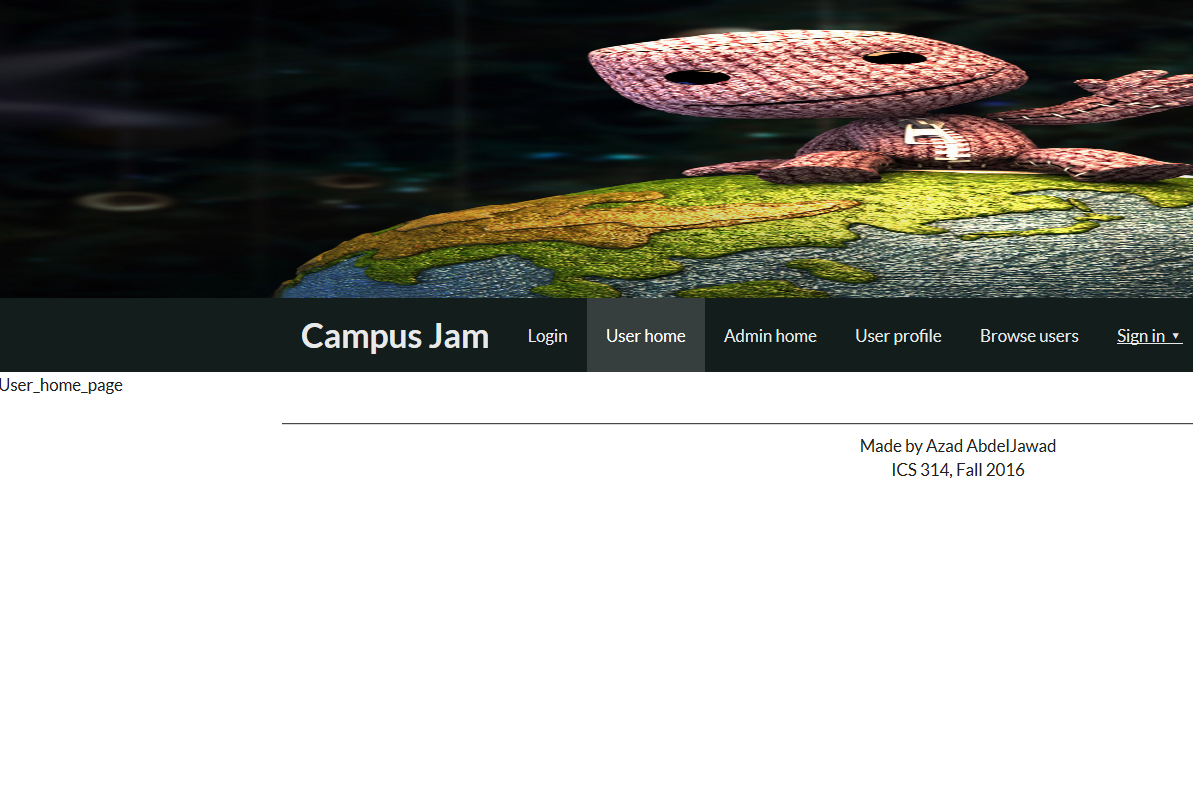 Campus Jam Login User home Admin home User profile Browse users Sign in ▼
User_home_page
Made by Azad AbdelJawad
ICS 314, Fall 2016